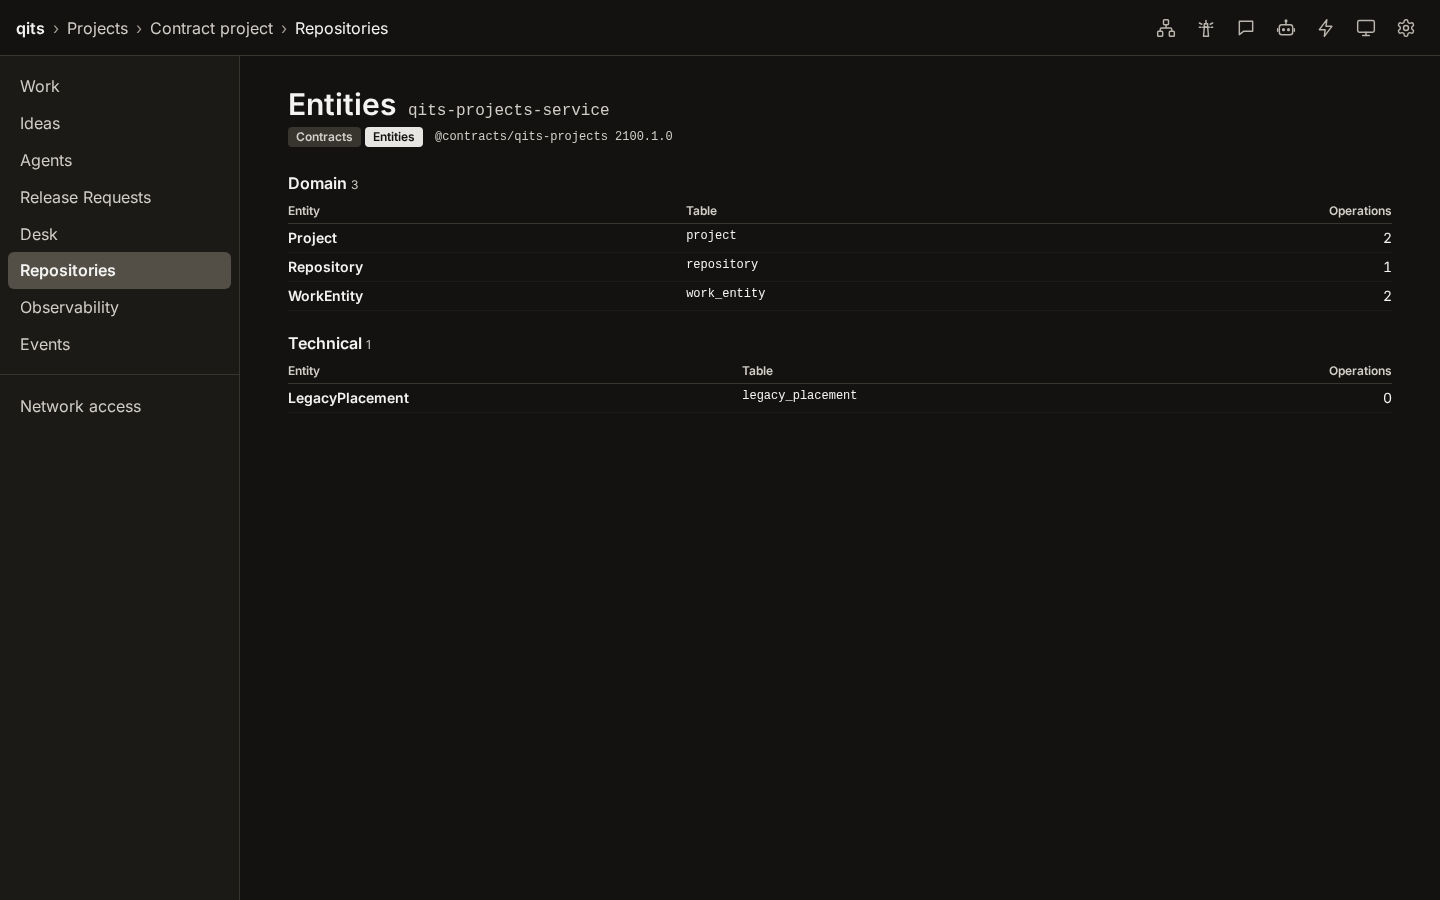 qits › Projects › Contract project › Repositories
Work
Ideas
Agents
Release Requests
Desk
Repositories
Observability
Events
Network access
Entities qits-projects-service
Contracts Entities @contracts/qits-projects 2100.1.0
Domain 3
Entity Table Operations
Project project 2
Repository repository 1
WorkEntity work_entity 2
Technical 1
Entity Table Operations
LegacyPlacement legacy_placement 0